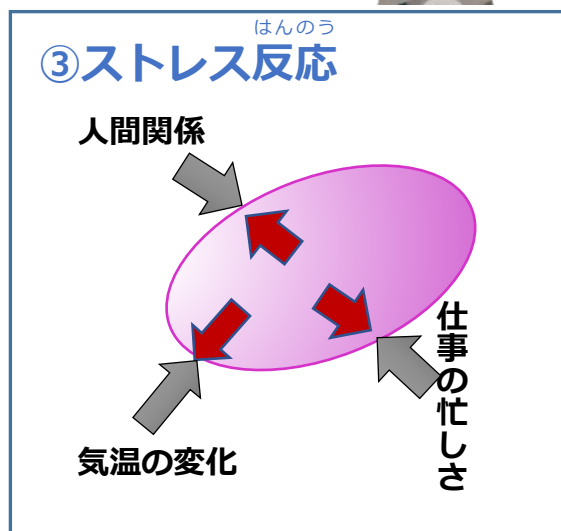 はんのう
③ストレス反応
人間関係
仕事の忙しさ
気温の変化